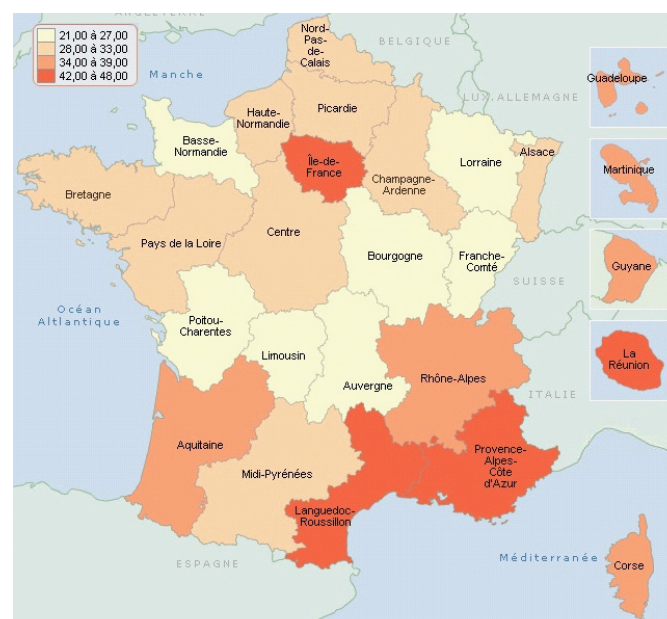 ANGLETERRE
21,00 à 27,00
28,00 à 33,00
34,00 à 39,00
42,00 à 48,00
Nord-
Pas-
de-
Calais
BELGIQUE
Manche
Guadeloupe
LUX.
ALLEMAGNE
Haute-
Normandie
Picardie
Basse-
Normandie
Île-de-
France
Lorraine
Alsace
Champagne-
Ardenne
Martinique
Bretagne
Pays de la Loire
Centre
Bourgogne
Franche-
Comté
Guyane
SUISSE
Océan
Altlantique
Poitou-
Charentes
Limousin
Auvergne
Rhône-Alpes
La
Réunion
ITALIE
Aquitaine
Midi-Pyrénées
Provence-
Alpes-
Côte
d'Azur
Languedoc-
Roussillon
ESPAGNE
Méditerranée
Corse